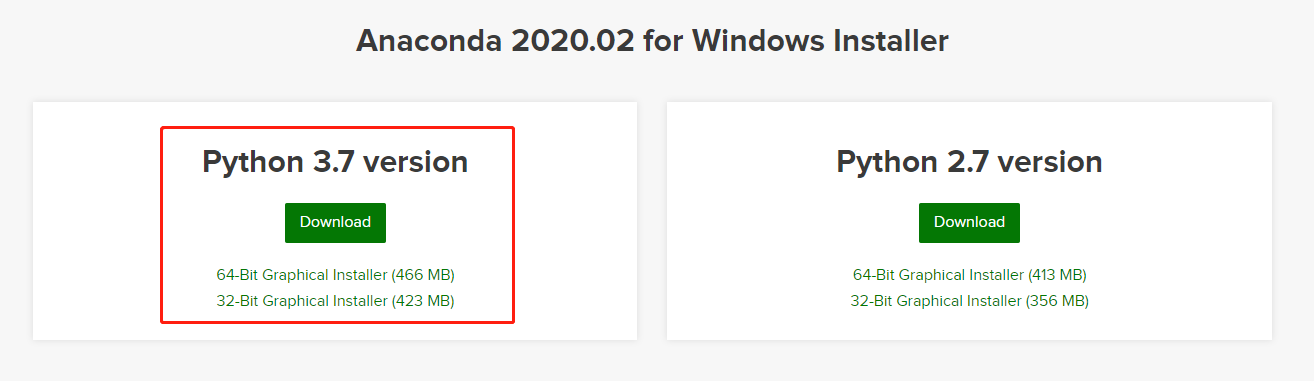 Anaconda 2020.02 for Windows Installer
Python 3.7 version
Download
64-Bit Graphical Installer (466 MB)
32-Bit Graphical Installer (423 MB)
Python 2.7 version
Download
64-Bit Graphical Installer (413 MB)
32-Bit Graphical Installer (356 MB)